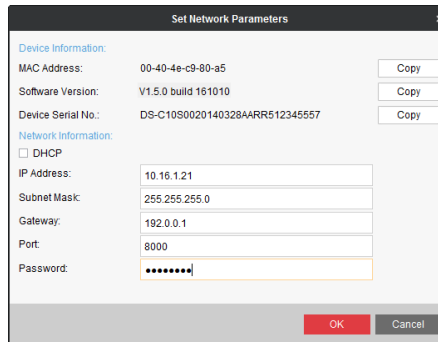 Set Network Parameters
Device Information:
MAC Address: 00-40-4e-c9-80-a5 Copy
Software Version: V1.5.0 build 161010 Copy
Device Serial No.: DS-C10S0020140328AARR512345557 Copy
Network Information:
DHCP
IP Address: 10.16.1.21
Subnet Mask: 255.255.255.0
Gateway: 192.0.0.1
Port: 8000
Password: ●●●●●●●●
OK Cancel